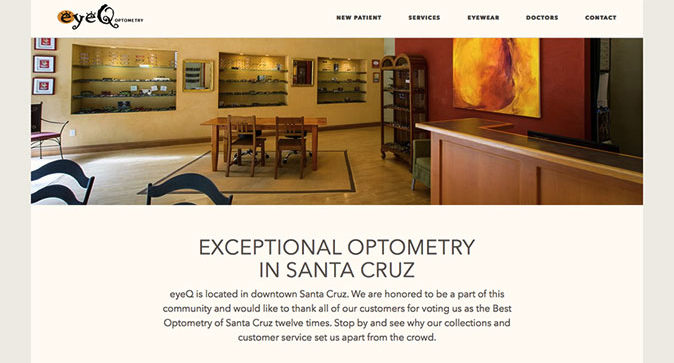 eyeQ OPTOMETRY
NEW PATIENT SERVICES EYEWEAR DOCTORS CONTACT
EXCEPTIONAL OPTOMETRY
IN SANTA CRUZ
eyeQ is located in downtown Santa Cruz. We are honored to be a part of this
community and would like to thank all of our customers for voting us as the Best
Optometry of Santa Cruz twelve times. Stop by and see why our collections and
customer service set us apart from the crowd.